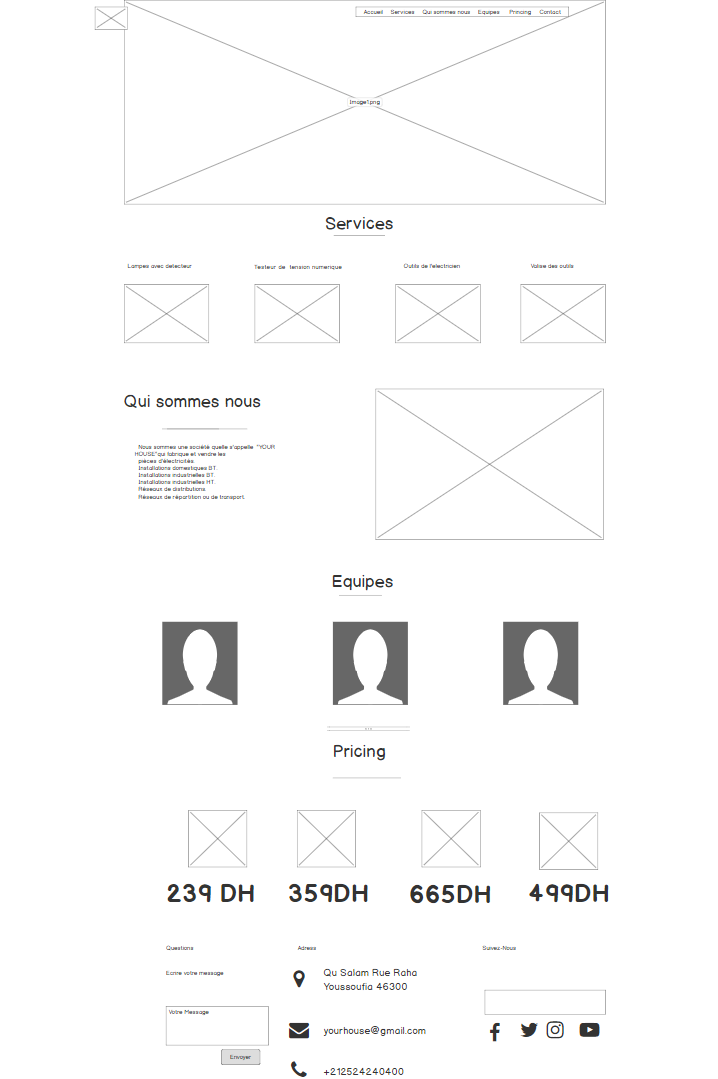 Accueil Services Qui sommes nous Equipes Princing Contact
Image1.png
Services
Lampes avec detecteur
Testeur de tension numerique
Outils de l'electricien
Valise des outils
Qui sommes nous
Nous sommes une société quelle s'appelle "YOUR
HOUSE"qui fabrique et vendre les
pièces d'électricités.
Installations domestiques BT.
Installations industrielles BT.
Installations industrielles HT.
Réseaux de distributions.
Réseaux de répartition ou de transport.
Equipes
Pricing
239 DH
359DH
665DH
499DH
Questions
Ecrire votre message
Votre Message
Envoyer
Adress
Qu Salam Rue Raha
Youssoufia 46300
yourhouse@gmail.com
+212524240400
Suivez-Nous